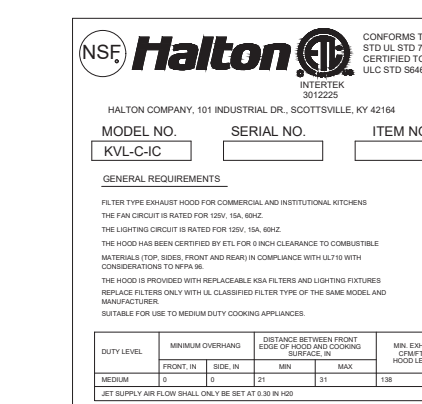 NSF
Halton
ETL
CONFORMS T
STD UL STD 7
CERTIFIED TO
ULC STD S646
INTERTEK
3012225
HALTON COMPANY, 101 INDUSTRIAL DR., SCOTTSVILLE, KY 42164
MODEL NO. SERIAL NO. ITEM NO
KVL-C-IC
GENERAL REQUIREMENTS
FILTER TYPE EXHAUST HOOD FOR COMMERCIAL AND INSTITUTIONAL KITCHENS
THE FAN CIRCUIT IS RATED FOR 125V, 15A, 60HZ.
THE LIGHTING CIRCUIT IS RATED FOR 125V, 15A, 60HZ.
THE HOOD HAS BEEN CERTIFIED BY ETL FOR 0 INCH CLEARANCE TO COMBUSTIBLE
MATERIALS (TOP, SIDES, FRONT AND REAR) IN COMPLIANCE WITH UL710 WITH
CONSIDERATIONS TO NFPA 96.
THE HOOD IS PROVIDED WITH REPLACEABLE KSA FILTERS AND LIGHTING FIXTURES
REPLACE FILTERS ONLY WITH UL CLASSIFIED FILTER TYPE OF THE SAME MODEL AND
MANUFACTURER.
SUITABLE FOR USE TO MEDIUM DUTY COOKING APPLIANCES.
DUTY LEVEL
MINIMUM OVERHANG
DISTANCE BETWEEN FRONT
EDGE OF HOOD AND COOKING
SURFACE, IN
MIN. EXH
CFM/FT
HOOD LE
FRONT, IN SIDE, IN MIN MAX
MEDIUM 0 0 21 31 138
JET SUPPLY AIR FLOW SHALL ONLY BE SET AT 0.30 IN H20